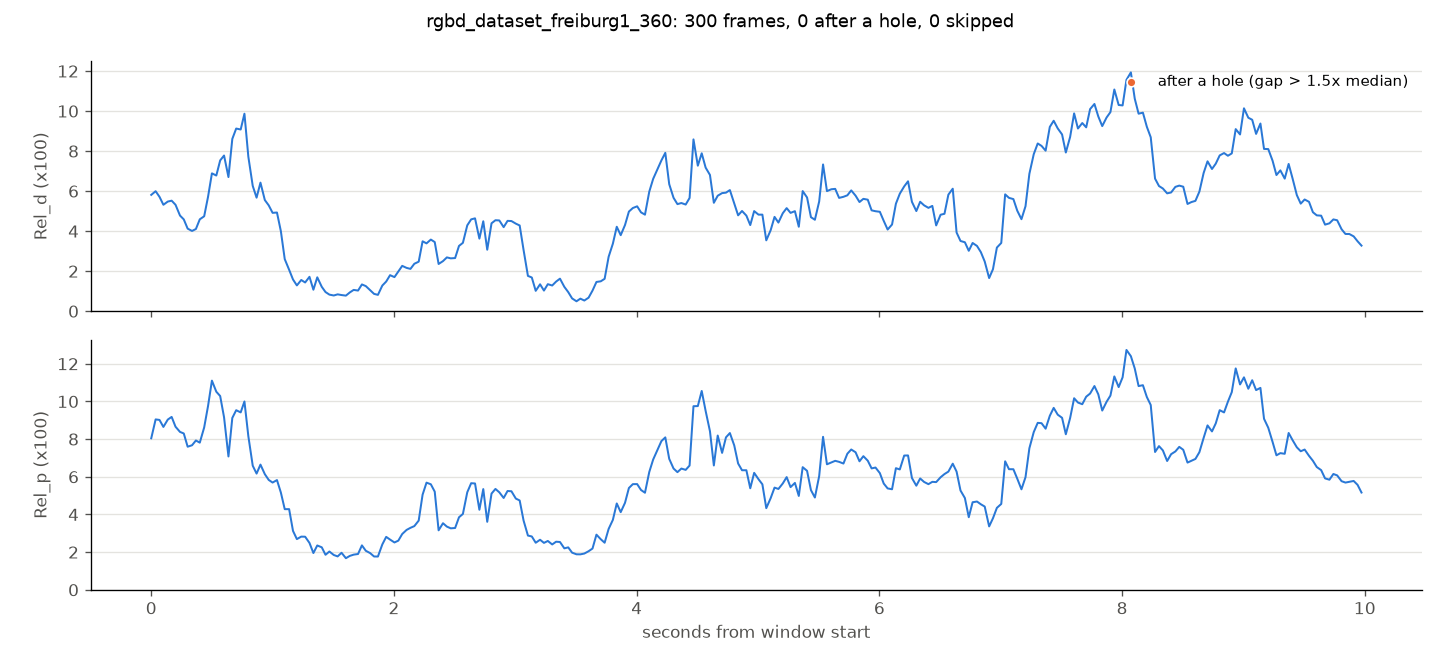 rgbd_dataset_freiburg1_360: 300 frames, 0 after a hole, 0 skipped
Rel_d (x100)
12
10
8
6
4
2
0
after a hole (gap > 1.5x median)
Rel_p (x100)
12
10
8
6
4
2
0
0 2 4 6 8 10
seconds from window start